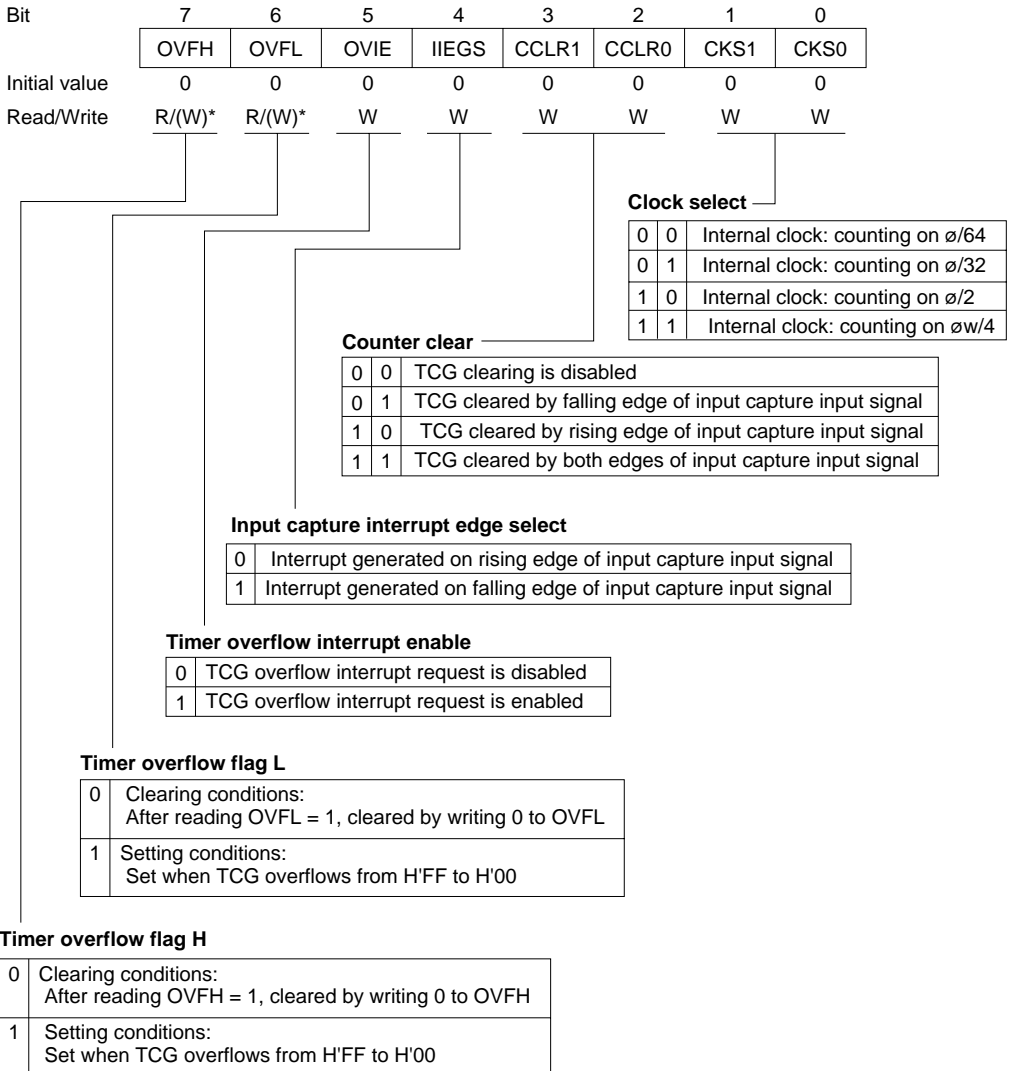 Bit 7 6 5 4 3 2 1 0
OVFH OVFL OVIE IIEGS CCLR1 CCLR0 CKS1 CKS0
Initial value 0 0 0 0 0 0 0 0
Read/Write R/(W)* R/(W)* W W W W W W
Clock select
0 0 Internal clock: counting on ø/64
0 1 Internal clock: counting on ø/32
1 0 Internal clock: counting on ø/2
1 1 Internal clock: counting on øw/4
Counter clear
0 0 TCG clearing is disabled
0 1 TCG cleared by falling edge of input capture input signal
1 0 TCG cleared by rising edge of input capture input signal
1 1 TCG cleared by both edges of input capture input signal
Input capture interrupt edge select
0 Interrupt generated on rising edge of input capture input signal
1 Interrupt generated on falling edge of input capture input signal
Timer overflow interrupt enable
0 TCG overflow interrupt request is disabled
1 TCG overflow interrupt request is enabled
Timer overflow flag L
0 Clearing conditions:
After reading OVFL = 1, cleared by writing 0 to OVFL
1 Setting conditions:
Set when TCG overflows from H'FF to H'00
Timer overflow flag H
0 Clearing conditions:
After reading OVFH = 1, cleared by writing 0 to OVFH
1 Setting conditions:
Set when TCG overflows from H'FF to H'00